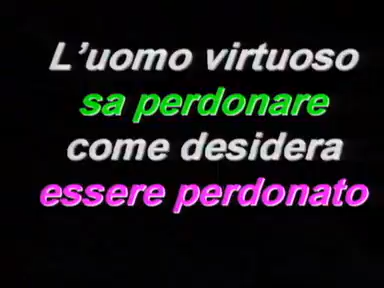 L'uomo virtuoso
sa perdonare
come desidera
essere perdonato